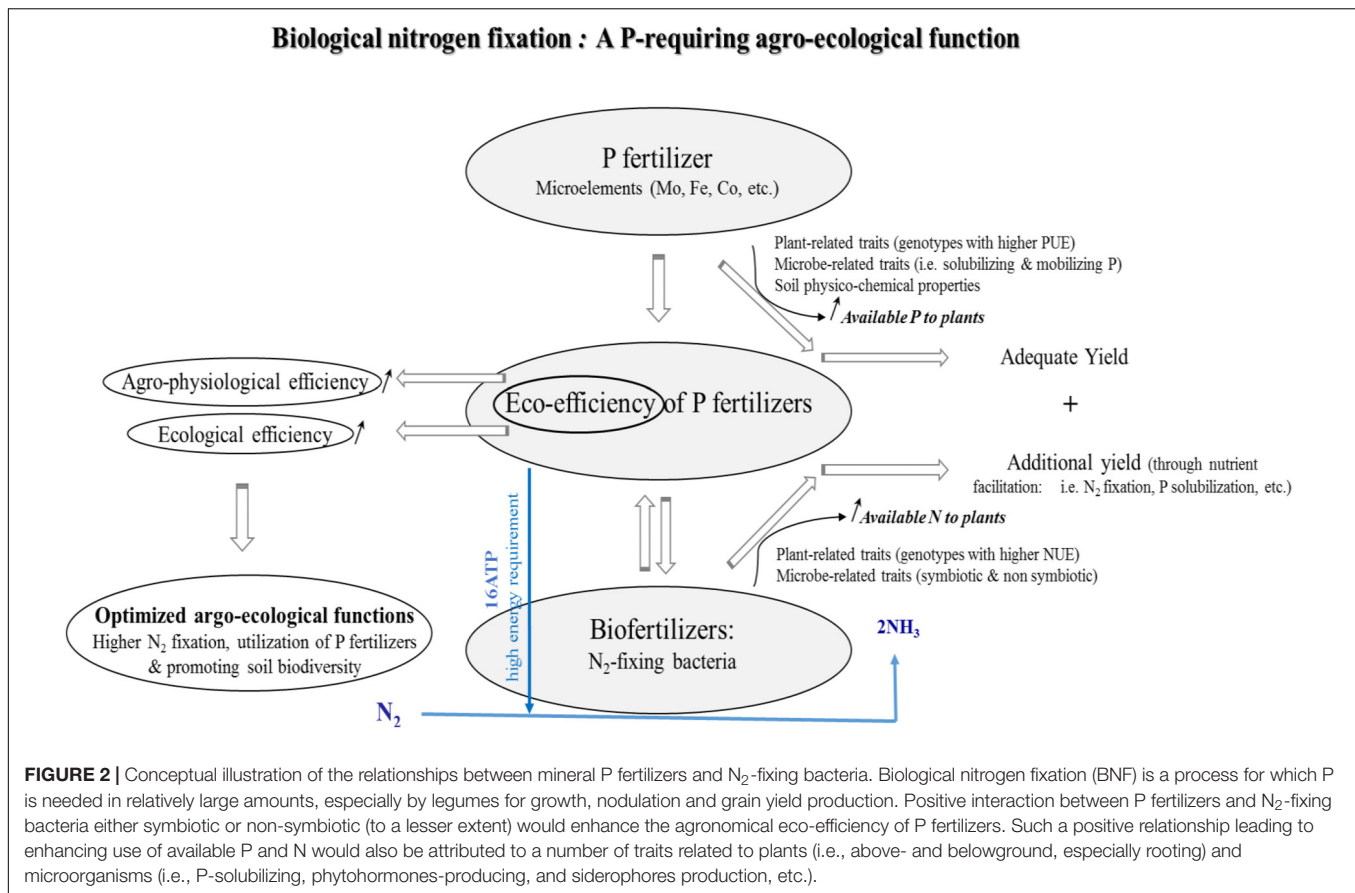 Biological nitrogen fixation : A P-requiring agro-ecological function
P fertilizer
Microelements (Mo, Fe, Co, etc.)
Plant-related traits (genotypes with higher PUE)
Microbe-related traits (i.e. solubilizing & mobilizing P)
Soil physico-chemical properties
Available P to plants
Adequate Yield
+
Agro-physiological efficiency
Ecological efficiency
Eco-efficiency of P fertilizers
Additional yield (through nutrient
facilitation: i.e. N₂ fixation, P solubilization, etc.)
Available N to plants
Plant-related traits (genotypes with higher NUE)
Microbe-related traits (symbiotic & non symbiotic)
16ATP
high energy requirement
Optimized argo-ecological functions
Higher N₂ fixation, utilization of P fertilizers
& promoting soil biodiversity
Biofertilizers:
N₂-fixing bacteria
2NH₃
N₂
FIGURE 2 | Conceptual illustration of the relationships between mineral P fertilizers and N₂-fixing bacteria. Biological nitrogen fixation (BNF) is a process for which P
is needed in relatively large amounts, especially by legumes for growth, nodulation and grain yield production. Positive interaction between P fertilizers and N₂-fixing
bacteria either symbiotic or non-symbiotic (to a lesser extent) would enhance the agronomical eco-efficiency of P fertilizers. Such a positive relationship leading to
enhancing use of available P and N would also be attributed to a number of traits related to plants (i.e., above- and belowground, especially rooting) and
microorganisms (i.e., P-solubilizing, phytohormones-producing, and siderophores production, etc.).